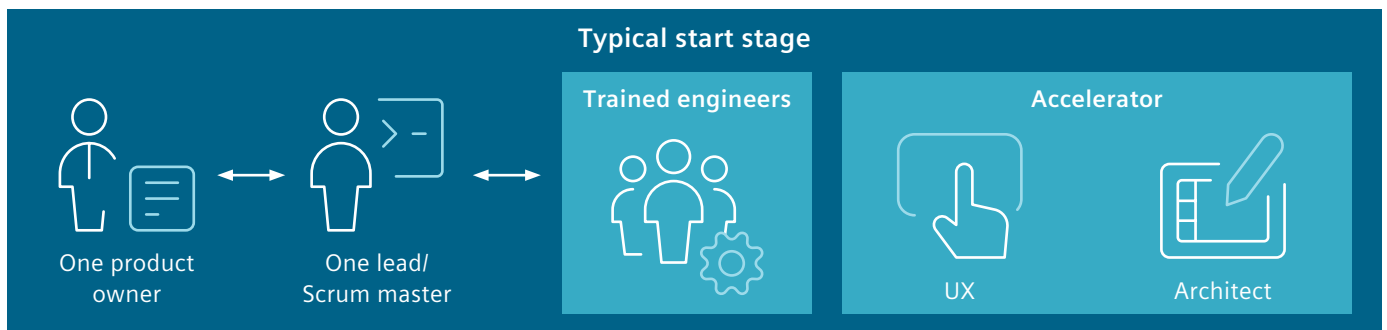 Typical start stage
One product
owner
One lead/
Scrum master
Trained engineers
Accelerator
UX
Architect